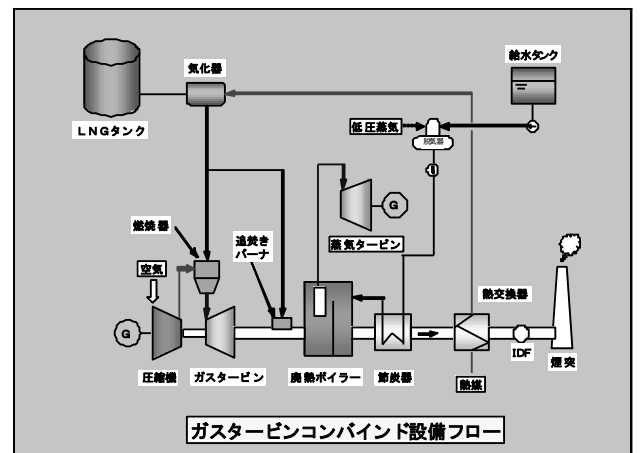 気化器
給水タンク
LNGタンク
低圧蒸気
脱気器
G
燃焼器
追焚き
バーナ
蒸気タービン
空気
熱交換器
G
IDF
圧縮機
ガスタービン
廃熱ボイラー
節炭器
熱媒
煙突
ガスタービンコンバインド設備フロー